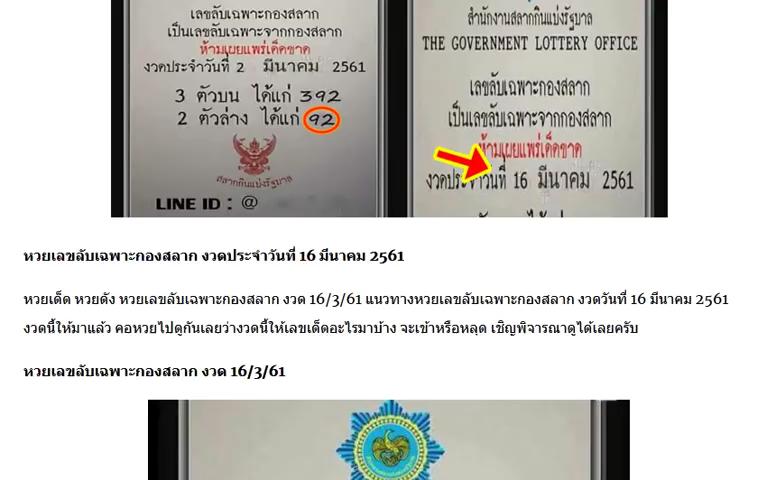 เลขลับเฉพาะกองสลาก
เป็นเลขลับเฉพาะจากกองสลาก
ห้ามเผยแพร่เด็ดขาด
งวดประจำวันที่ 2 มีนาคม 2561
3 ตัวบน ได้แก่ 392
2 ตัวล่าง ได้แก่ 92
สลากกินแบ่งรัฐบาล
LINE ID : @
สำนักงานสลากกินแบ่งรัฐบาล
THE GOVERNMENT LOTTERY OFFICE
เลขลับเฉพาะกองสลาก
เป็นเลขลับเฉพาะจากกองสลาก
ห้ามเผยแพร่เด็ดขาด
งวดประจำวันที่ 16 มีนาคม 2561
หวยเลขลับเฉพาะกองสลาก งวดประจำวันที่ 16 มีนาคม 2561
หวยเด็ด หวยดัง หวยเลขลับเฉพาะกองสลาก งวด 16/3/61 แนวทางหวยเลขลับเฉพาะกองสลาก งวดวันที่ 16 มีนาคม 2561
งวดนี้ให้มาแล้ว คอหวยไปดูกันเลยว่างวดนี้ให้เลขเด็ดอะไรมาบ้าง จะเข้าหรือหลุด เชิญพิจารณาดูได้เลยครับ
หวยเลขลับเฉพาะกองสลาก งวด 16/3/61